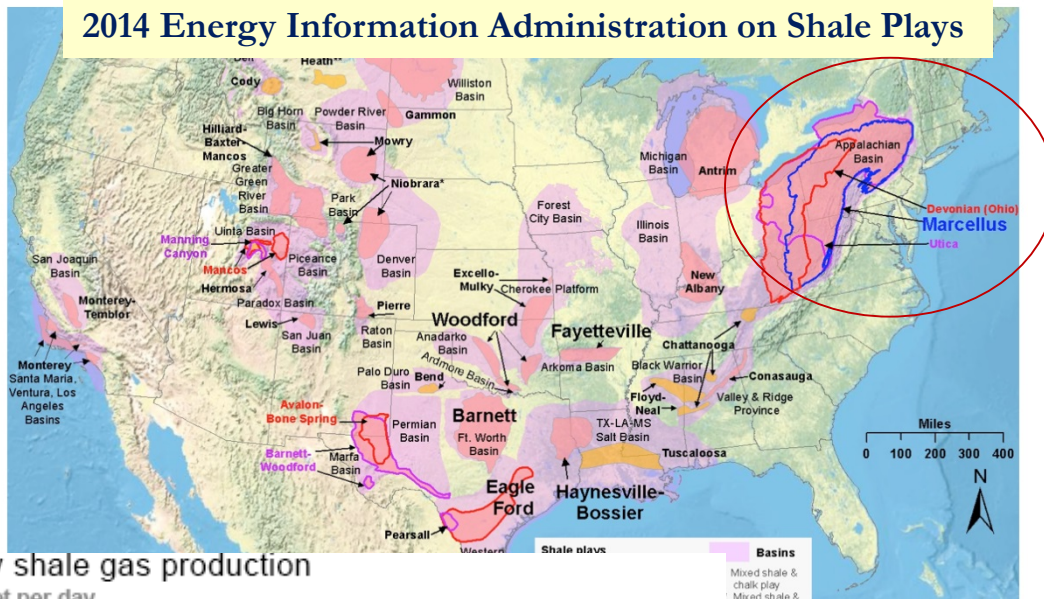 2014 Energy Information Administration on Shale Plays
Heath**
Cody
Williston
Basin
Big Horn
Basin
Powder River
Basin
Gammon
Hilliard-
Baxter-
Mancos
Mowry
Greater
Green
River
Basin
Niobrara*
Park
Basin
Michigan
Basin
Antrim
Appalachian
Basin
Forest
City Basin
Illinois
Basin
Devonian (Ohio)
Marcellus
Utica
Uinta Basin
Manning
Canyon
Mancos
Piceance
Basin
Denver
Basin
San Joaquin
Basin
Hermosa
Paradox Basin
Excello-
Mulky
Cherokee Platform
New
Albany
Monterey-
Temblor
Lewis
San Juan
Basin
Pierre
Raton
Basin
Woodford
Anadarko
Basin
Fayetteville
Chattanooga
Monterey
Santa Maria,
Ventura, Los
Angeles
Basins
Palo Duro
Basin
Bend
Ardmore Basin
Arkoma Basin
Black Warrior
Basin
Conasauga
Floyd-
Neal
Valley & Ridge
Province
Avalon-
Bone Spring
Permian
Basin
Barnett
Ft. Worth
Basin
TX-LA-MS
Salt Basin
Tuscaloosa
Barnett-
Woodford
Marfa
Basin
Eagle
Ford
Haynesville-
Bossier
Pearsall
Western
Miles
0 100 200 300 400
N
shale gas production
per day
Shale plays
Basins
Mixed shale &
chalk play
Mixed shale &